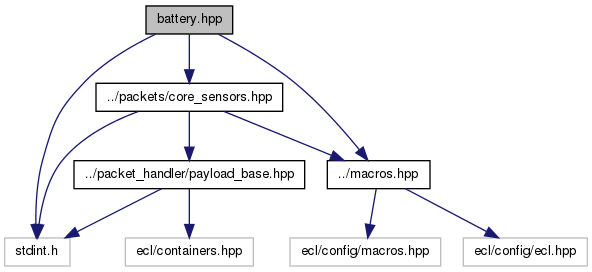 battery.hpp
../packets/core_sensors.hpp
../packet_handler/payload_base.hpp
../macros.hpp
stdint.h
ecl/containers.hpp
ecl/config/macros.hpp
ecl/config/ecl.hpp